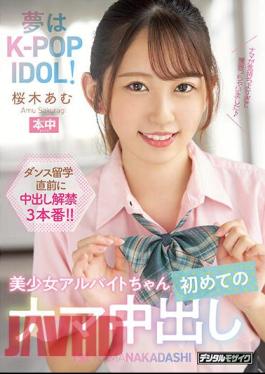 夢は
K-POP
IDOL!
桜木あむ
Amu Sakuragi
本中
ダンス留学
直前に
中出し解禁
3本番!!
美少女アルバイトちゃん 初めての
ナマ中出し
NAKADASHI
デジタルモザイク